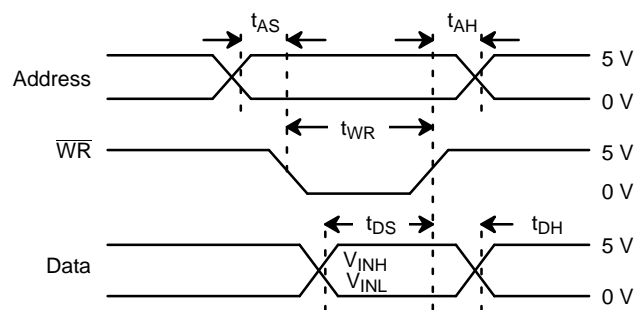 tAS tAH
Address 5 V
0 V
tWR
WR 5 V
0 V
tDS tDH
Data VINH 5 V
VINL
0 V